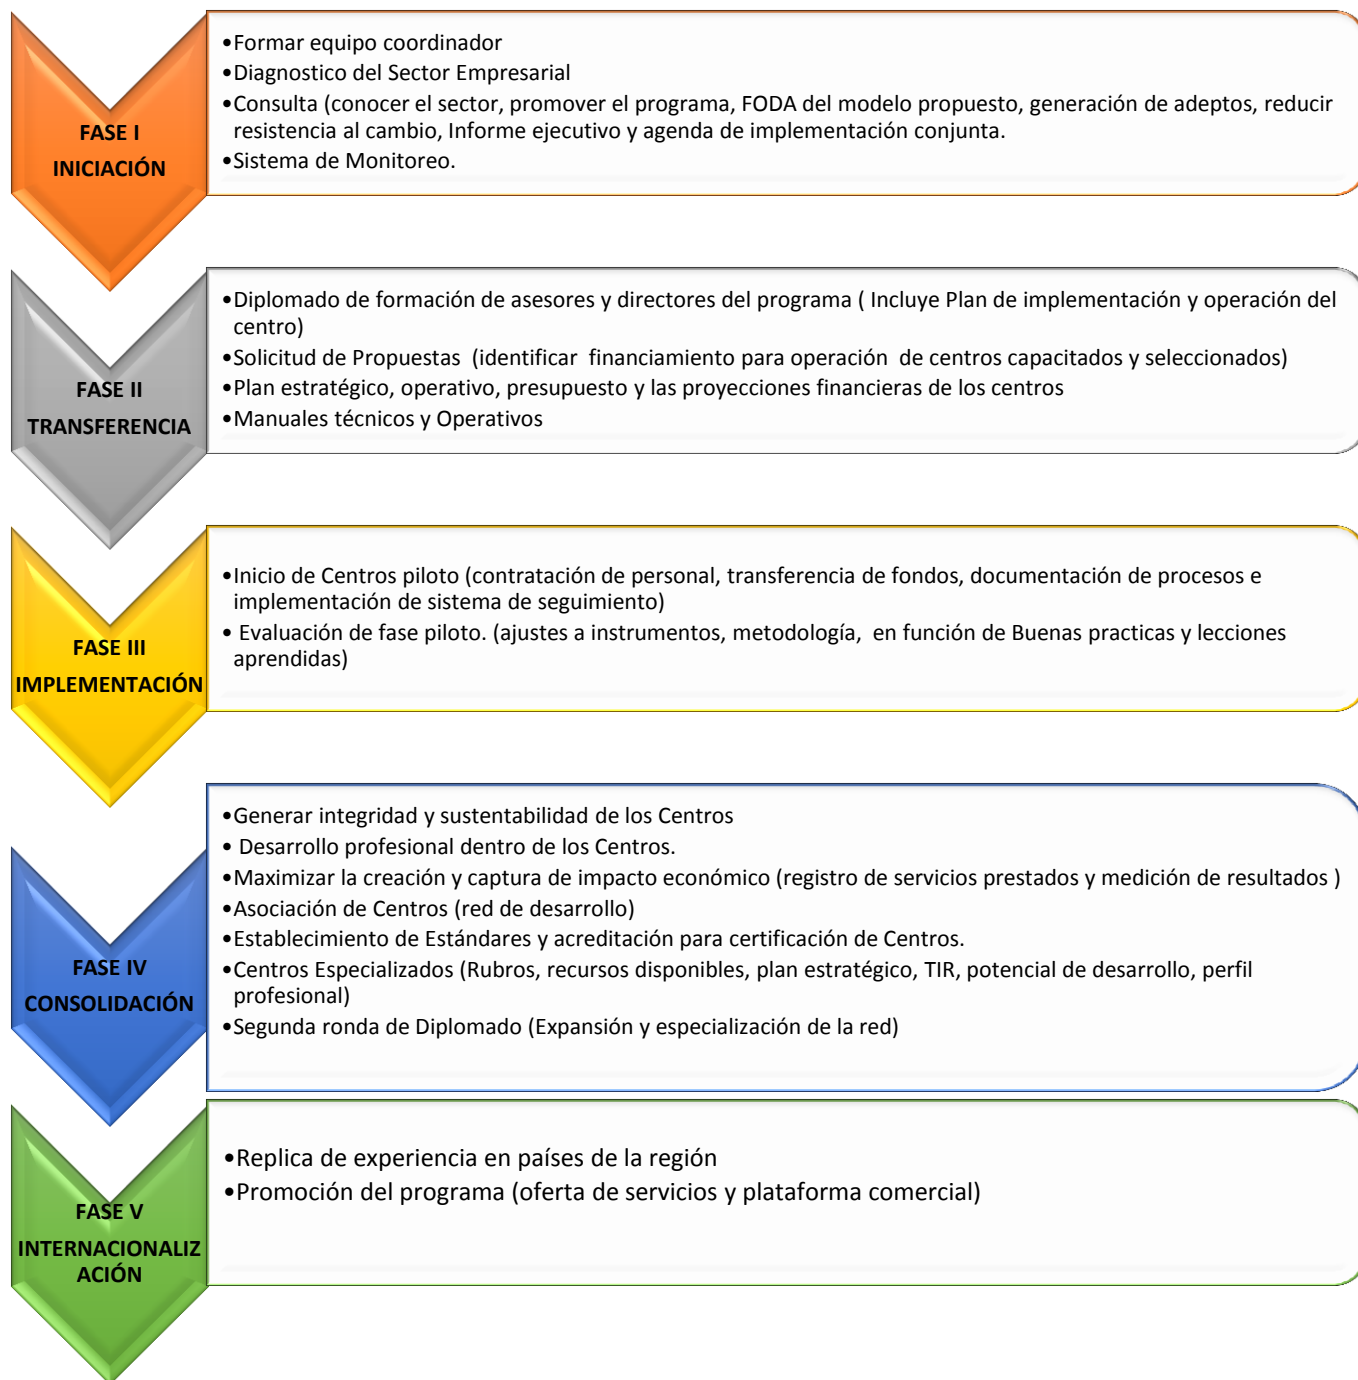 FASE I
INICIACIÓN
•Formar equipo coordinador
•Diagnostico del Sector Empresarial
•Consulta (conocer el sector, promover el programa, FODA del modelo propuesto, generación de adeptos, reducir
resistencia al cambio, Informe ejecutivo y agenda de implementación conjunta.
•Sistema de Monitoreo.
FASE II
TRANSFERENCIA
•Diplomado de formación de asesores y directores del programa ( Incluye Plan de implementación y operación del
centro)
•Solicitud de Propuestas (identificar financiamiento para operación de centros capacitados y seleccionados)
•Plan estratégico, operativo, presupuesto y las proyecciones financieras de los centros
•Manuales técnicos y Operativos
FASE III
IMPLEMENTACIÓN
•Inicio de Centros piloto (contratación de personal, transferencia de fondos, documentación de procesos e
implementación de sistema de seguimiento)
• Evaluación de fase piloto. (ajustes a instrumentos, metodología, en función de Buenas practicas y lecciones
aprendidas)
FASE IV
CONSOLIDACIÓN
•Generar integridad y sustentabilidad de los Centros
• Desarrollo profesional dentro de los Centros.
•Maximizar la creación y captura de impacto económico (registro de servicios prestados y medición de resultados )
•Asociación de Centros (red de desarrollo)
•Establecimiento de Estándares y acreditación para certificación de Centros.
•Centros Especializados (Rubros, recursos disponibles, plan estratégico, TIR, potencial de desarrollo, perfil
profesional)
•Segunda ronda de Diplomado (Expansión y especialización de la red)
FASE V
INTERNACIONALIZ
ACIÓN
•Replica de experiencia en países de la región
•Promoción del programa (oferta de servicios y plataforma comercial)